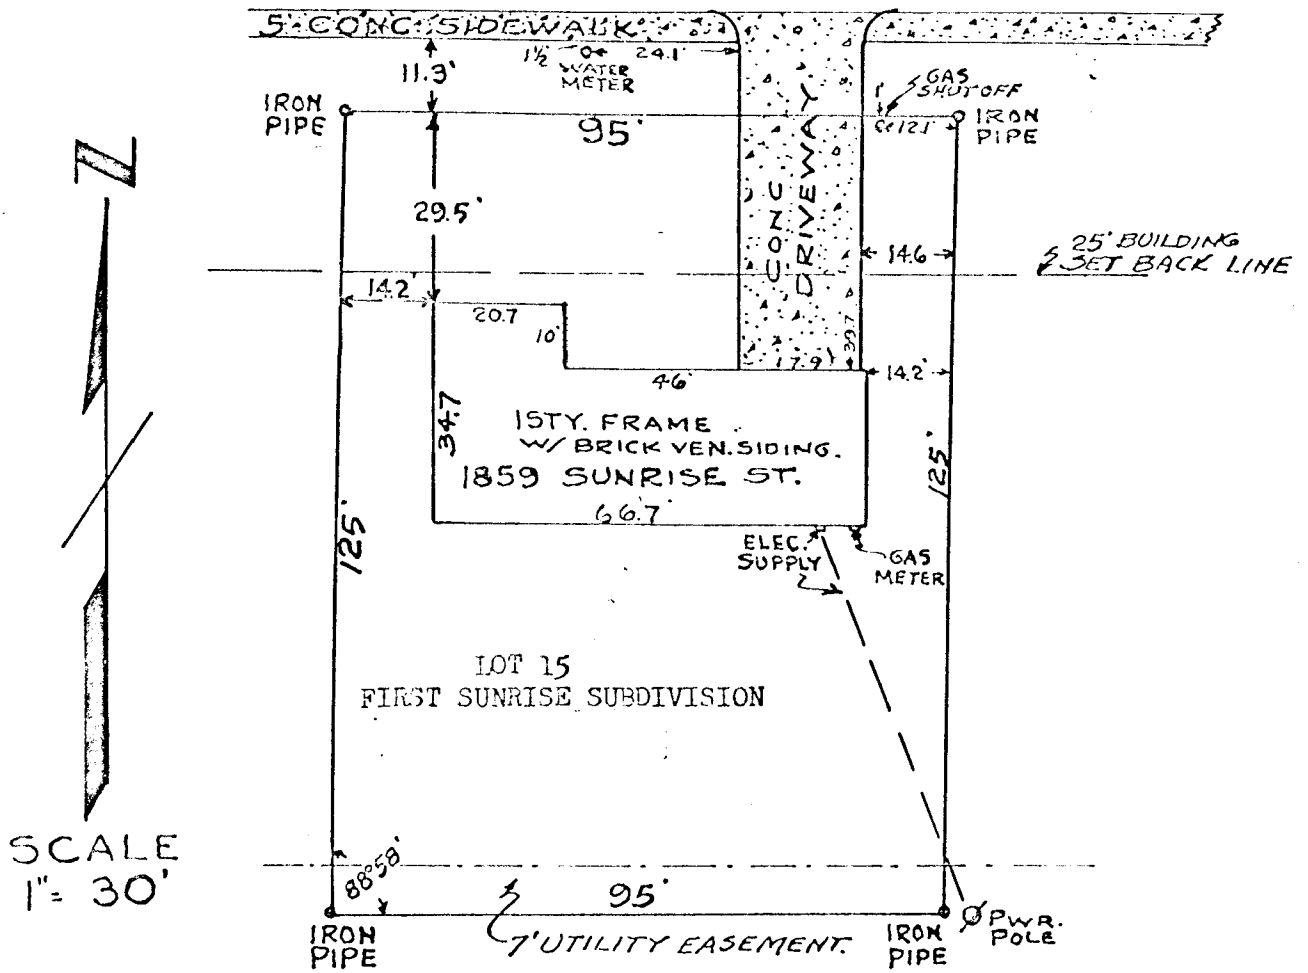 5' CONC. SIDEWALK
1½
24.1'
WATER
METER
11.3'
GAS
SHUT OFF
1'
12.1
IRON
PIPE
95'
IRON
PIPE
CONC
DRIVEWAY
29.5'
14.6
25' BUILDING
SET BACK LINE
14.2'
20.7
10'
39.7
17.9'
46'
14.2'
34.7
1 STY. FRAME
W/ BRICK VEN. SIDING.
1859 SUNRISE ST.
66.7'
125'
125'
ELEC.
SUPPLY
GAS
METER
LOT 15
FIRST SUNRISE SUBDIVISION
SCALE
1"= 30'
88°58'
95'
IRON
PIPE
7' UTILITY EASEMENT.
IRON
PIPE
PWR.
POLE